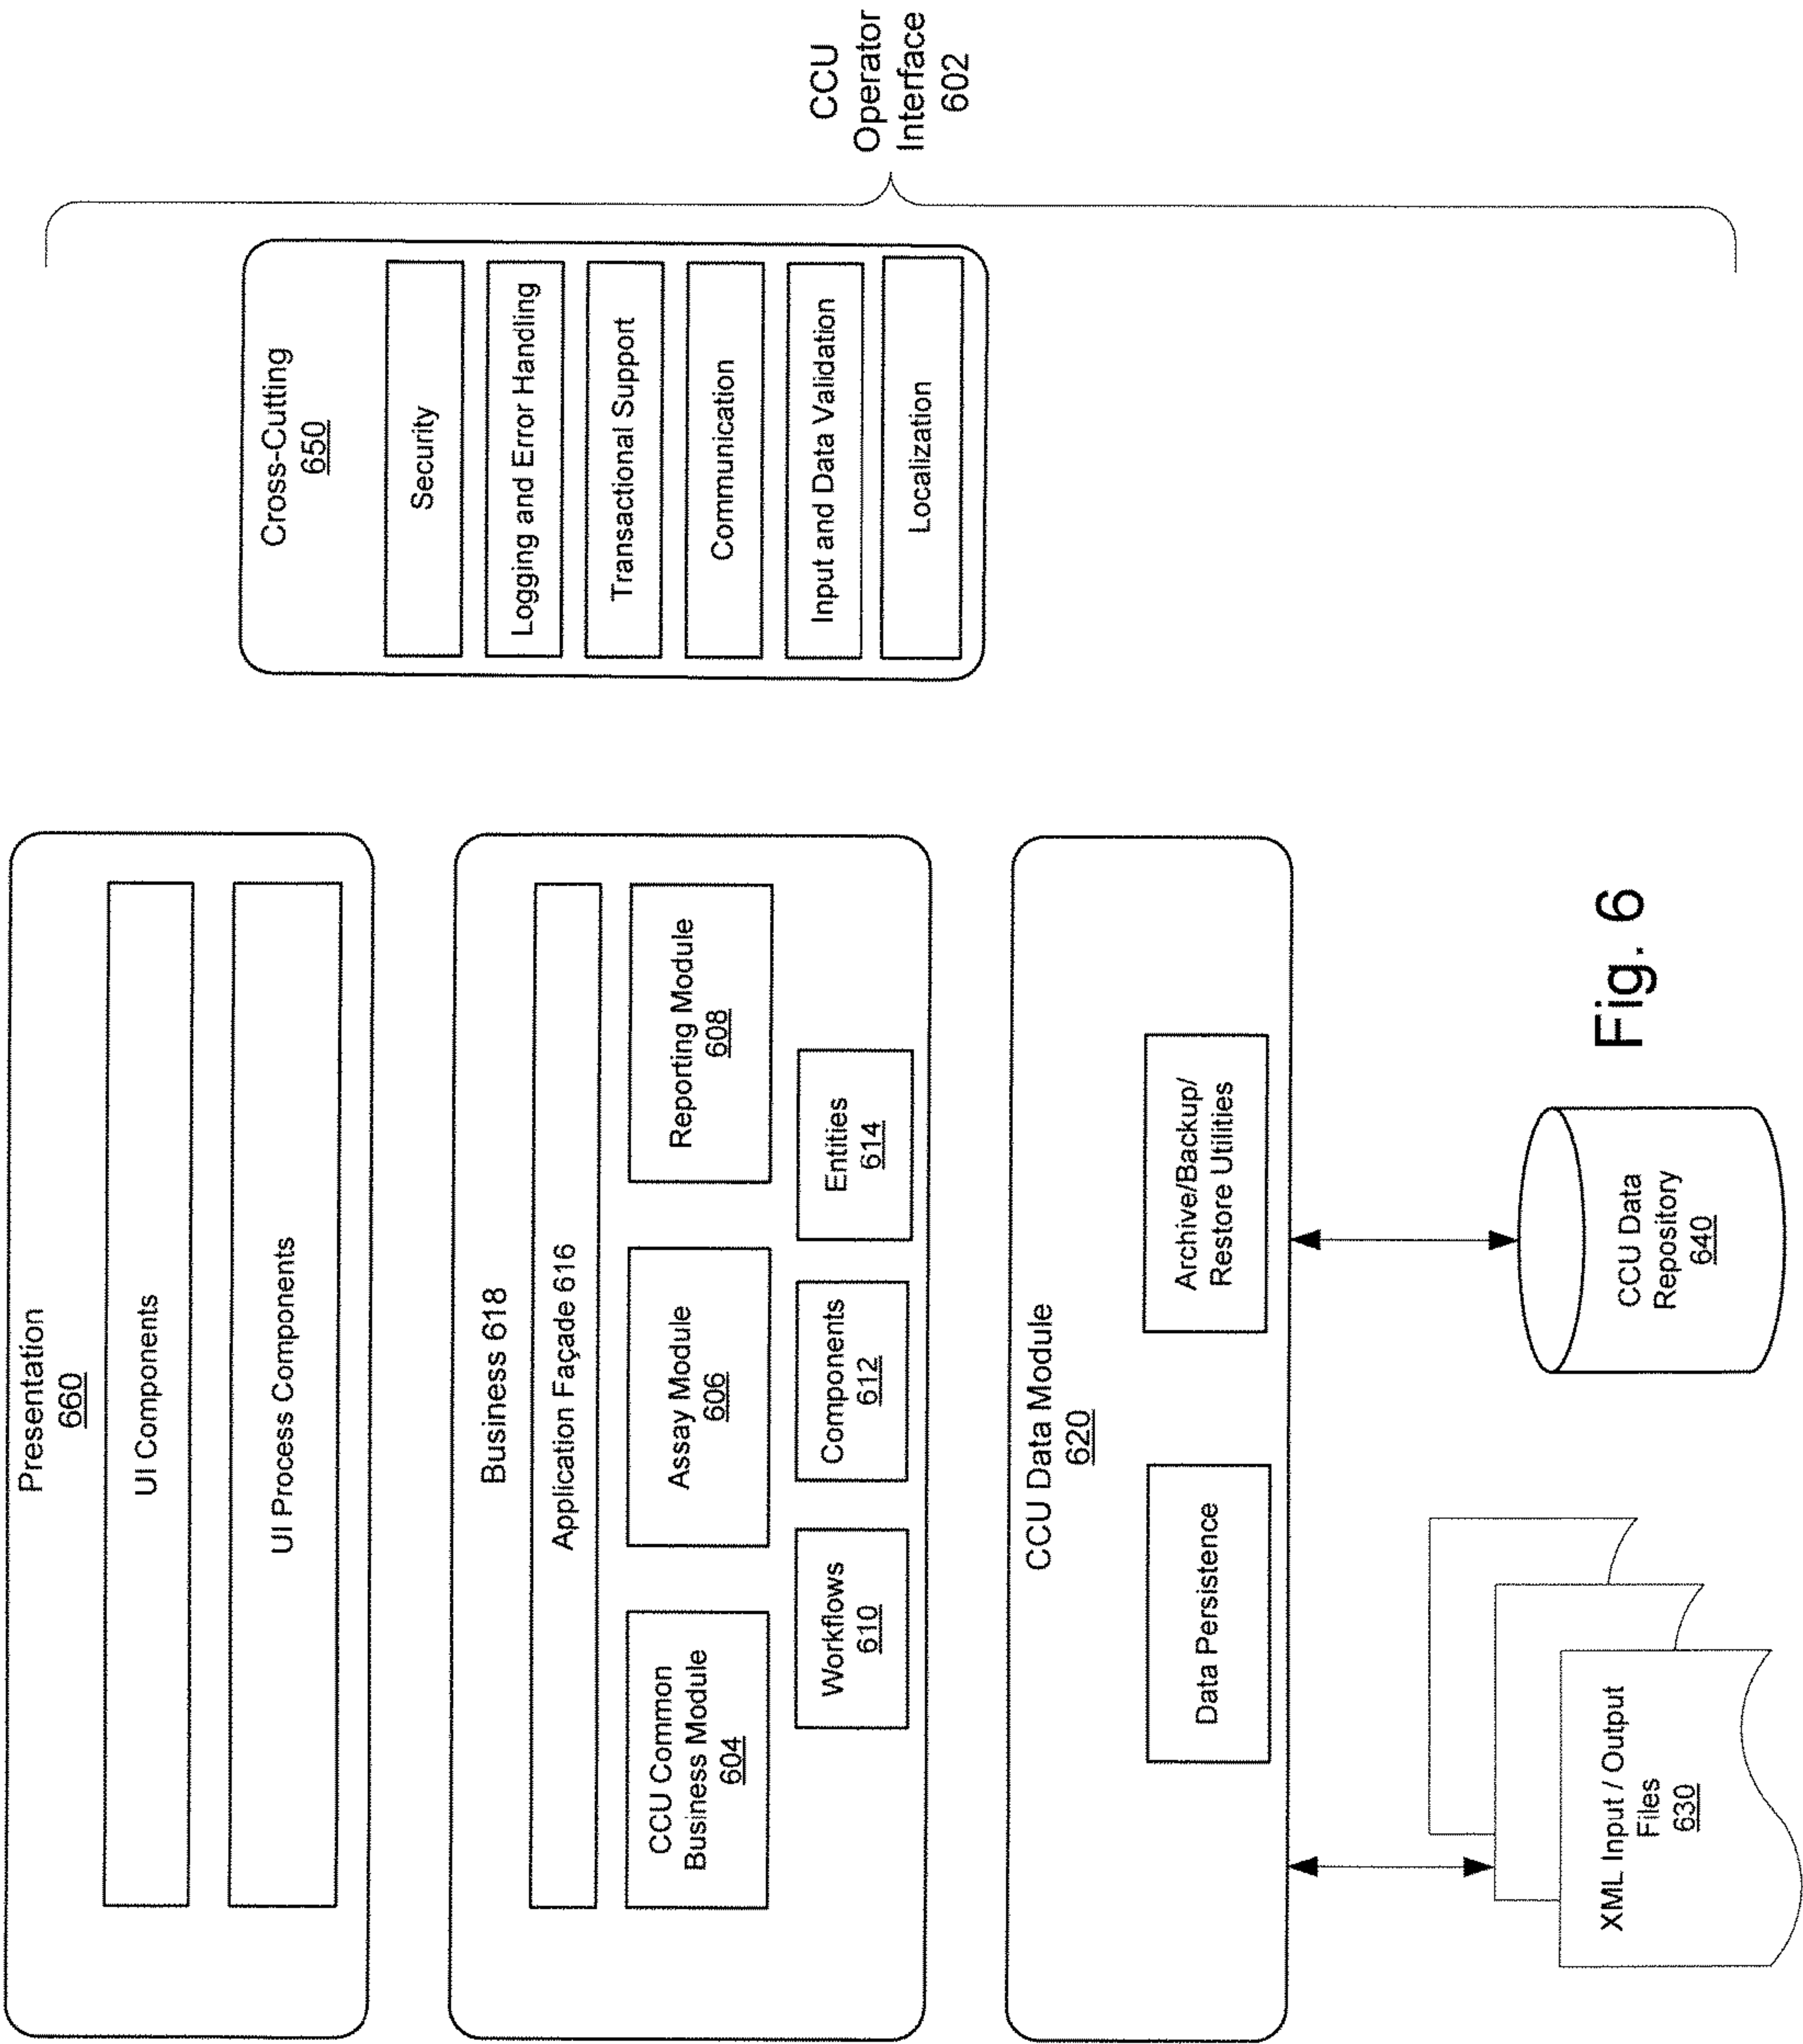 Presentation
660
UI Components
UI Process Components
Business 618
Application Façade 616
CCU Common
Business Module
604
Assay Module
606
Reporting Module
608
Workflows
610
Components
612
Entities
614
CCU Data Module
620
Data Persistence
Archive/Backup/
Restore Utilities
XML Input / Output
Files
630
CCU Data
Repository
640
Cross-Cutting
650
Security
Logging and Error Handling
Transactional Support
Communication
Input and Data Validation
Localization
CCU
Operator
Interface
602
Fig. 6